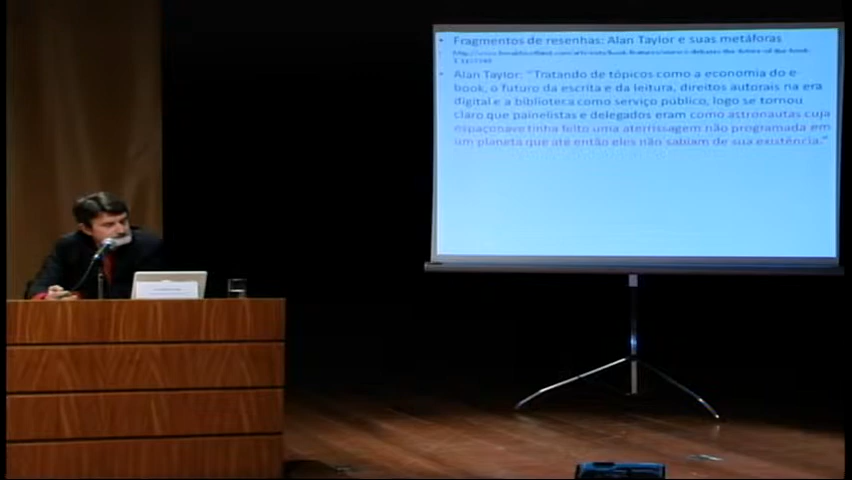 Fragmentos de resenhas: Alan Taylor e suas metáforas
Alan Taylor: "Tratando de tópicos como a economia do e-
book, o futuro da escrita e da leitura, direitos autorais na era
digital e a biblioteca como serviço público, logo se tornou
claro que painelistas e delegados eram como astronautas cuja
espaçonave tinha feito uma aterrissagem não programada em
um planeta que até então eles não sabiam de sua existência."